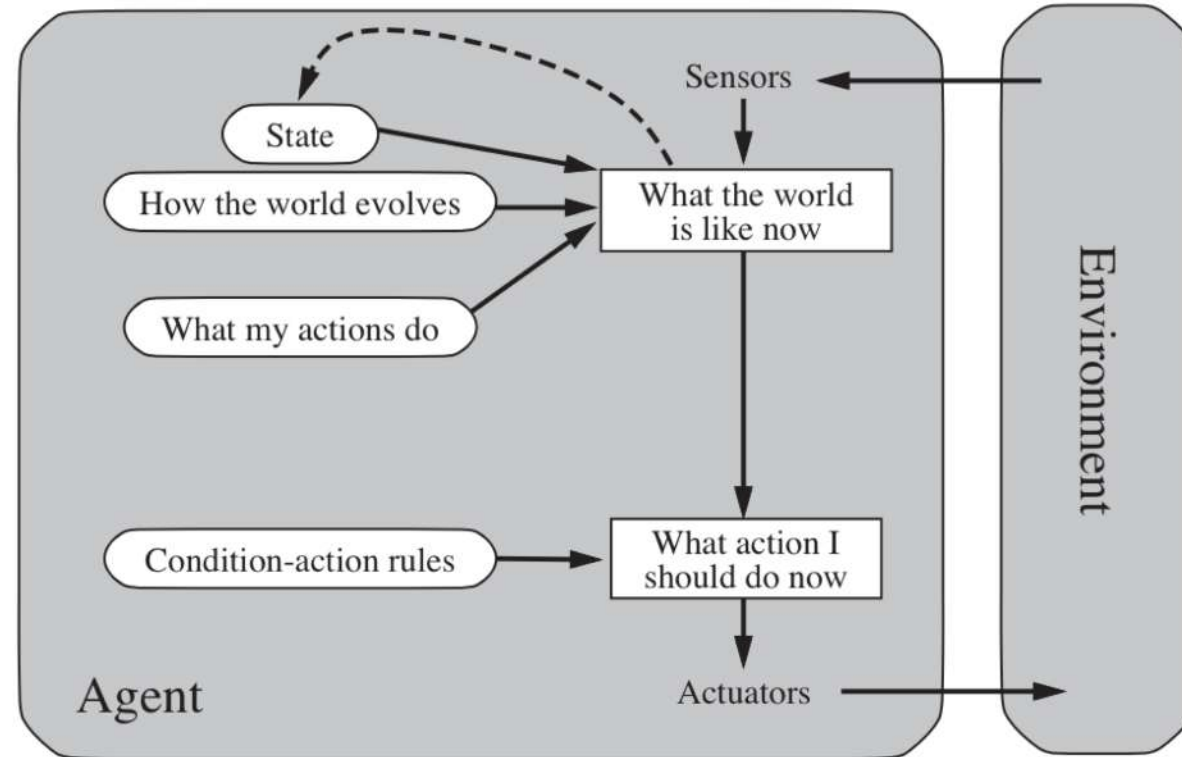 Sensors
State
What the world
is like now
How the world evolves
What my actions do
Environment
Condition-action rules
What action I
should do now
Agent
Actuators